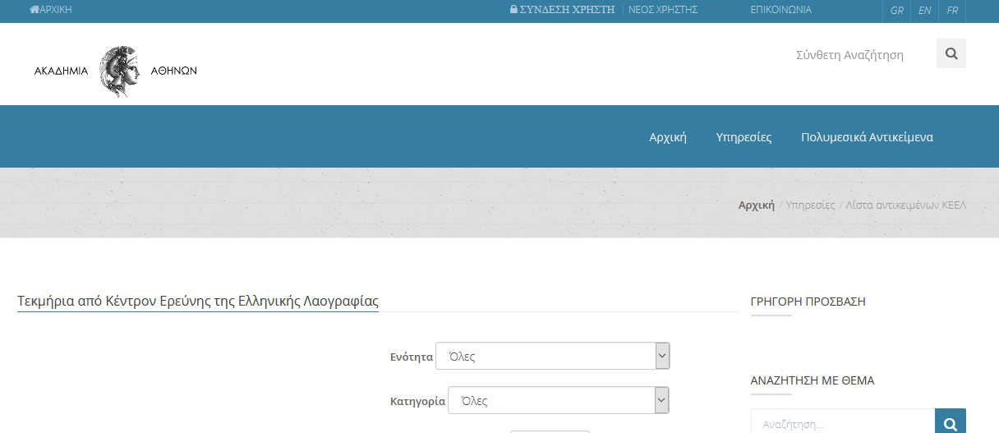 ΑΡΧΙΚΗ ΣΥΝΔΕΣΗ ΧΡΗΣΤΗ ΝΕΟΣ ΧΡΗΣΤΗΣ ΕΠΙΚΟΙΝΩΝΙΑ GR EN FR
ΑΚΑΔΗΜΙΑ ΑΘΗΝΩΝ
Σύνθετη Αναζήτηση
Αρχική Υπηρεσίες Πολυμεσικά Αντικείμενα
Αρχική / Υπηρεσίες / Λίστα αντικειμένων ΚΕΕΛ
Τεκμήρια από Κέντρον Ερεύνης της Ελληνικής Λαογραφίας
Ενότητα Όλες
Κατηγορία Όλες
ΓΡΗΓΟΡΗ ΠΡΟΣΒΑΣΗ
ΑΝΑΖΗΤΗΣΗ ΜΕ ΘΕΜΑ
Αναζήτηση...